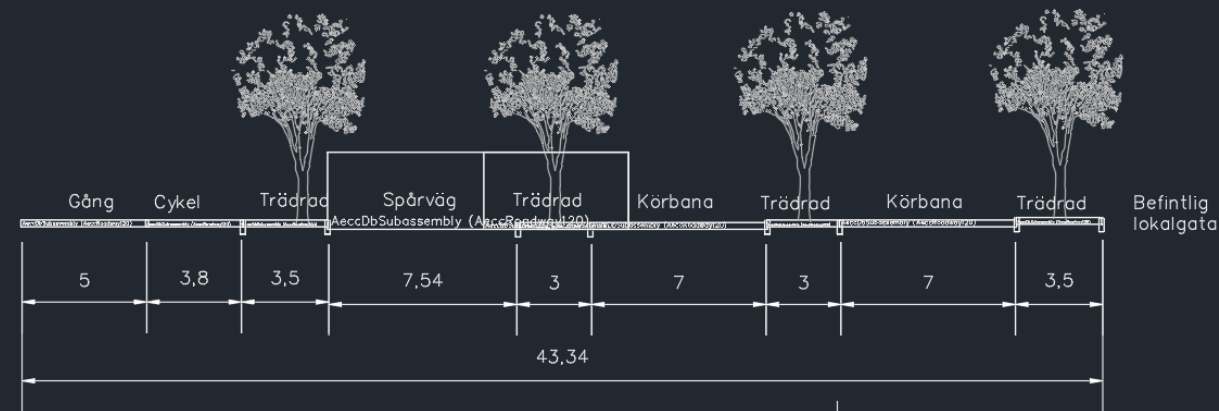 Gång Cykel Trädrad Spårväg Trädrad Körbana Trädrad Körbana Trädrad Befintlig
lokalgata
AeccDbSubassembly (AeccRoadway120)
5 3,8 3,5 7,54 3 7 3 7 3,5
43,34